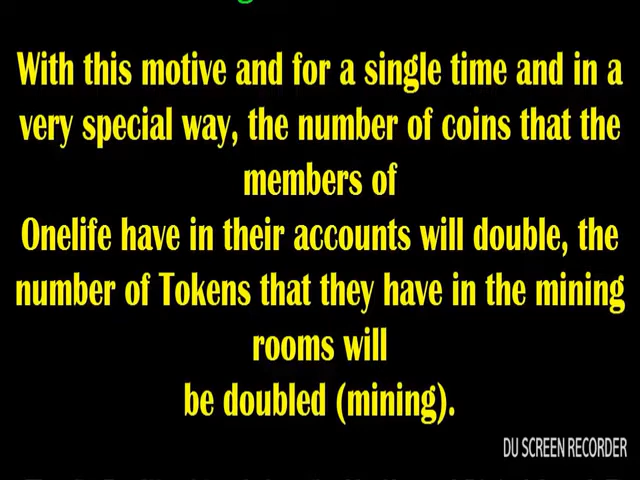 With this motive and for a single time and in a
very special way, the number of coins that the
members of
Onelife have in their accounts will double, the
number of Tokens that they have in the mining
rooms will
be doubled (mining).
DU SCREEN RECORDER